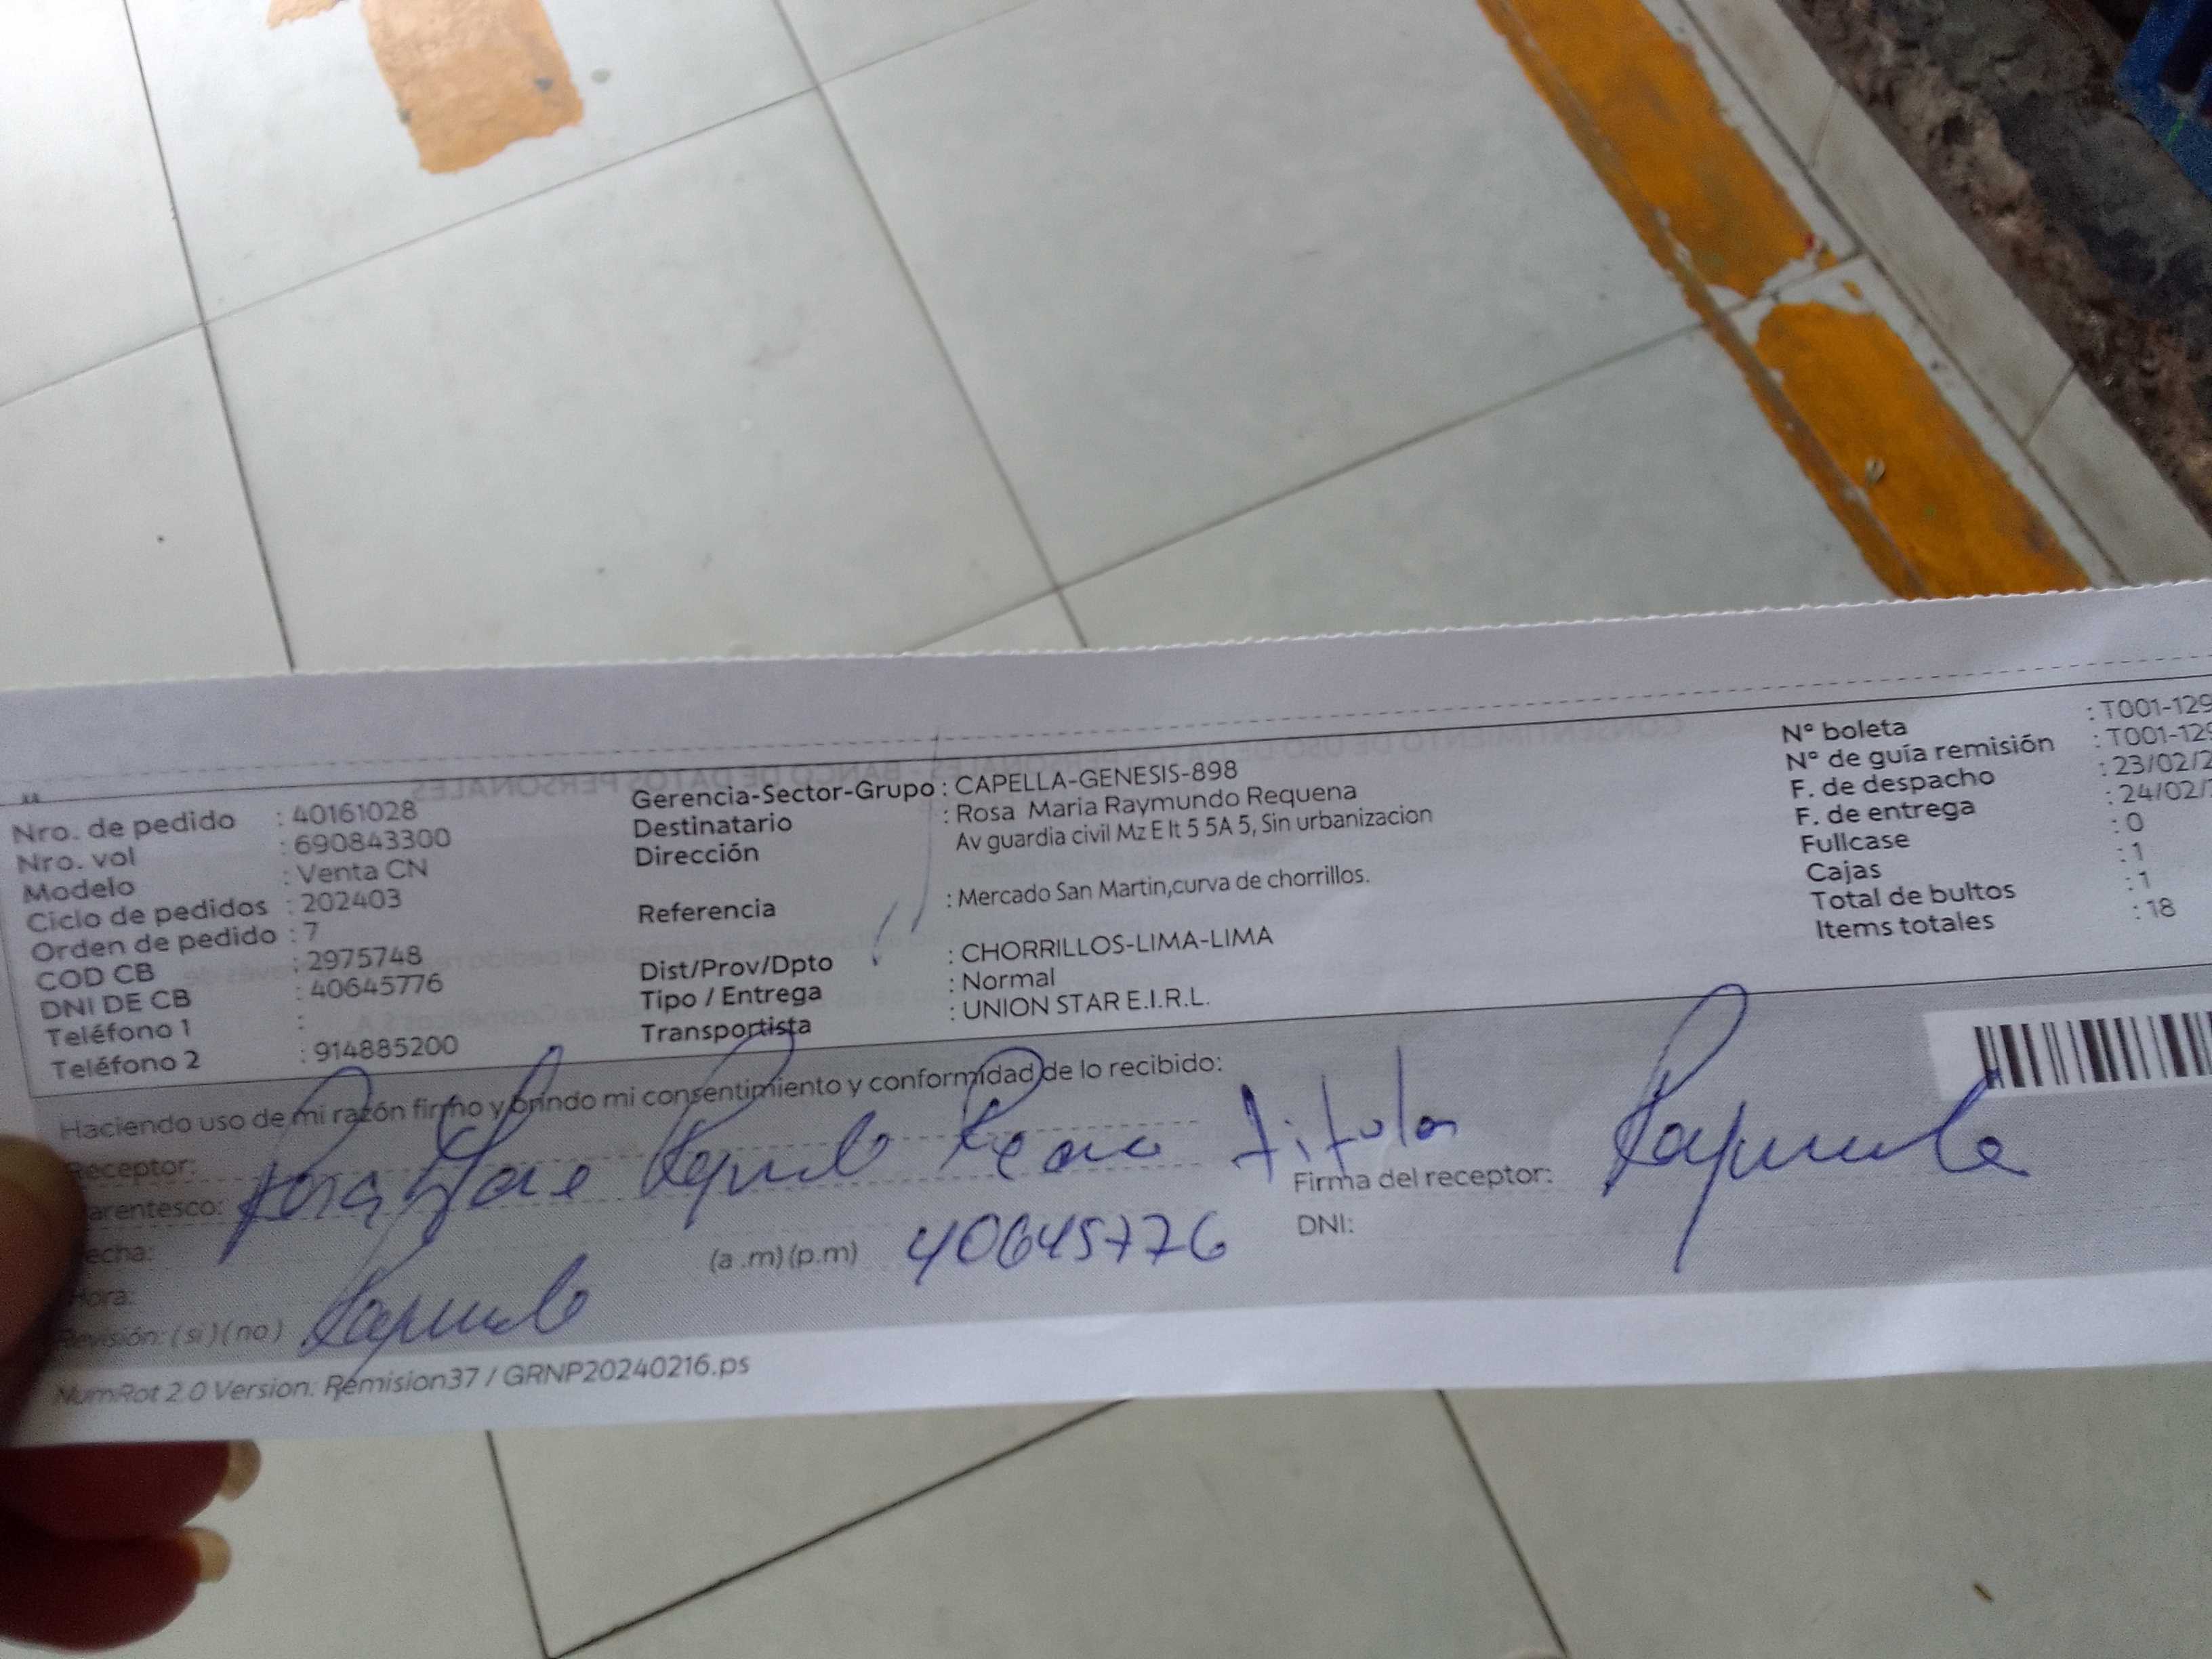 Nro. de pedido : 40161028
Nro. vol : 690843300
Modelo : Venta CN
Ciclo de pedidos : 202403
Orden de pedido : 7
COD CB : 2975748
DNI DE CB : 40645776
Teléfono 1 :
Teléfono 2 : 914885200
Gerencia-Sector-Grupo : CAPELLA-GENESIS-898
Destinatario : Rosa Maria Raymundo Requena
Dirección Av guardia civil Mz E lt 5 5A 5, Sin urbanizacion
Referencia : Mercado San Martin,curva de chorrillos.
Dist/Prov/Dpto : CHORRILLOS-LIMA-LIMA
Tipo / Entrega : Normal
Transportista : UNION STAR E.I.R.L.
Nº boleta : T001-129
Nº de guía remisión : T001-129
F. de despacho : 23/02/2
F. de entrega : 24/02/
Fullcase : 0
Cajas : 1
Total de bultos : 1
Items totales : 18
Haciendo uso de mi razón firmo y brindo mi consentimiento y conformidad de lo recibido:
Receptor:
arentesco: Rosa titular
echa:
Hora: (a .m) (p.m) 40645776
Revisión: (si) (no)
Firma del receptor:
DNI:
NumRot 2.0 Version: Remision37 / GRNP20240216.ps